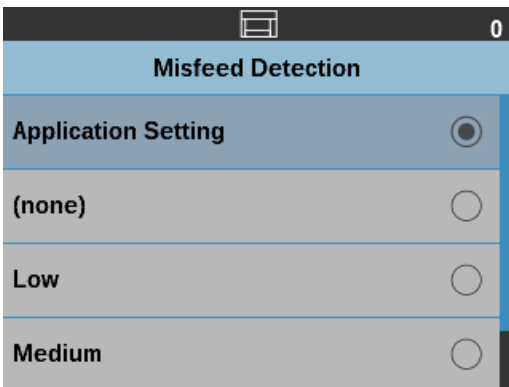 0
Misfeed Detection
Application Setting
(none)
Low
Medium